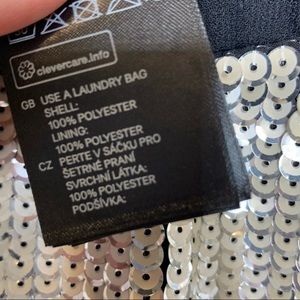 clevercare.info
GB USE A LAUNDRY BAG
SHELL:
100% POLYESTER
LINING:
100% POLYESTER
CZ PERTE V SÁČKU PRO
ŠETRNÉ PRANÍ
SVRCHNÍ LÁTKA:
100% POLYESTER
PODŠÍVKA: